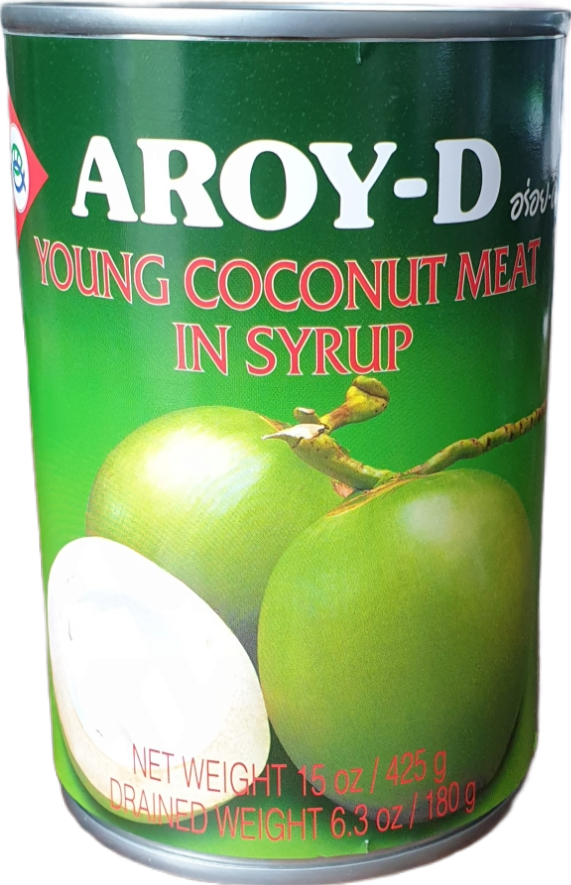 AROY-D
YOUNG COCONUT MEAT
IN SYRUP
NET WEIGHT 15 oz / 425 g
DRAINED WEIGHT 6.3 oz / 180 g